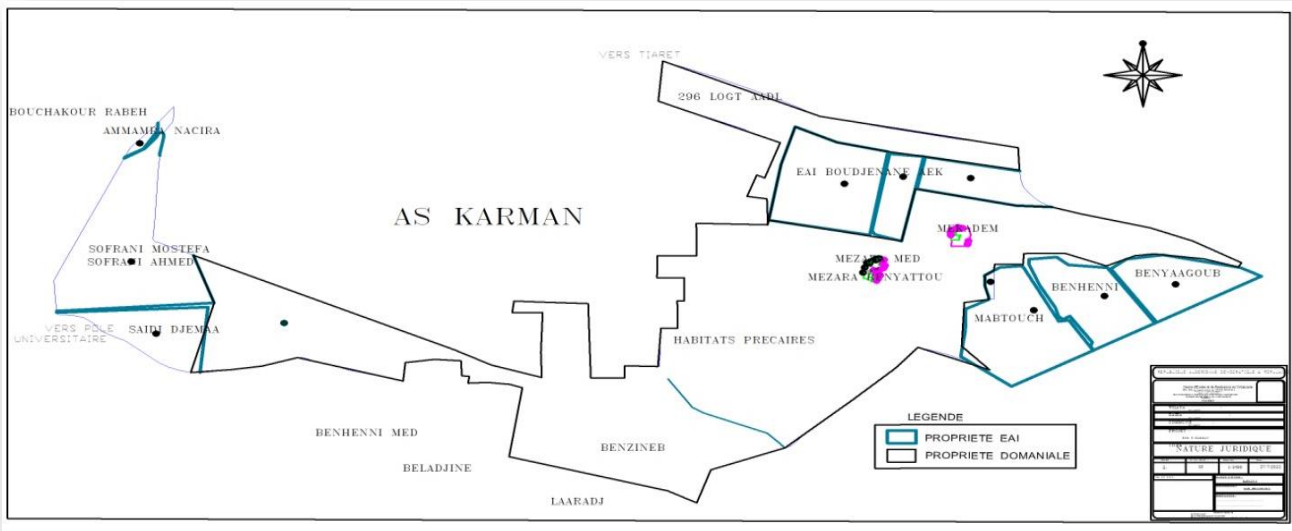 VERS TIARET
296 LOGT AADL
BOUCHAKOUR RABEH
AMMAMRA NACIRA
EAI BOUDJENANE AEK
AS KARMAN
MEKADEM
SOFRANI MOSTEFA
SOFRANI AHMED
MEZARA MED
MEZARA BENYATTOU
BENYAAGOUB
BENHENNI
MABTOUCH
VERS POLE
UNIVERSITAIRE
SAIDI DJEMAA
HABITATS PRECAIRES
BENHENNI MED
BELADJINE
BENZINEB
LAARADJ
LEGENDE
PROPRIETE EAI
PROPRIETE DOMANIALE
NATURE JURIDIQUE